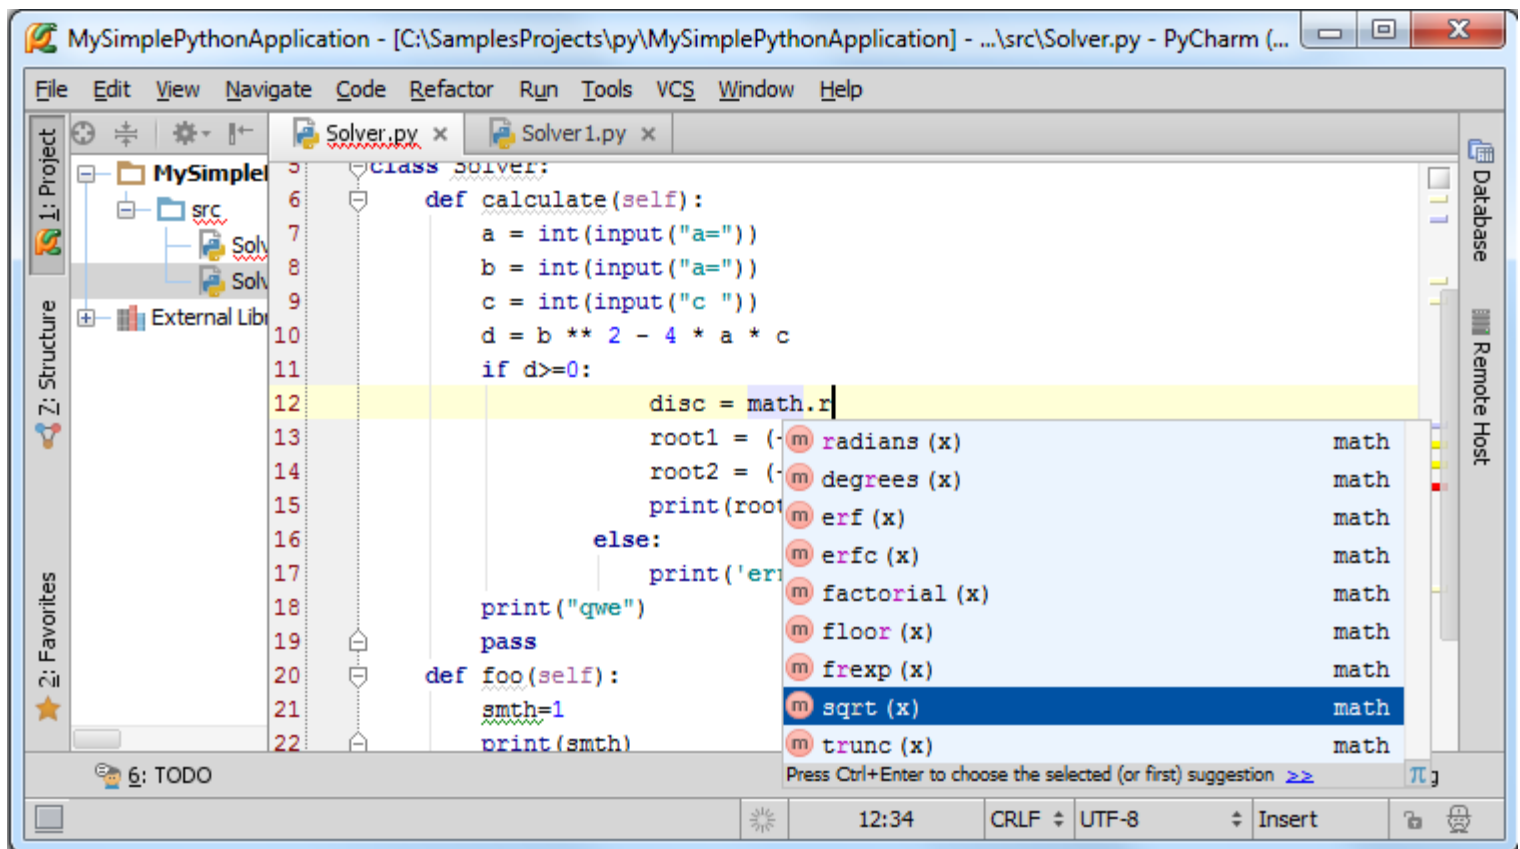 MySimplePythonApplication - [C:\SamplesProjects\py\MySimplePythonApplication] - ...\src\Solver.py - PyCharm (...
File Edit View Navigate Code Refactor Run Tools VCS Window Help
1: Project
Z: Structure
2: Favorites
Solver.py
Solver1.py
MySimplel
src
Solv
Solv
External Libr
5 class Solver:
6 def calculate(self):
7 a = int(input("a="))
8 b = int(input("a="))
9 c = int(input("c "))
10 d = b ** 2 - 4 * a * c
11 if d>=0:
12 disc = math.r
13 root1 = (-
14 root2 = (-
15 print(root
16 else:
17 print('err
18 print("qwe")
19 pass
20 def foo(self):
21 smth=1
22 print(smth)
m radians(x) math
m degrees(x) math
m erf(x) math
m erfc(x) math
m factorial(x) math
m floor(x) math
m frexp(x) math
m sqrt(x) math
m trunc(x) math
Press Ctrl+Enter to choose the selected (or first) suggestion >> π
Database
Remote Host
6: TODO
g
12:34 CRLF UTF-8 Insert